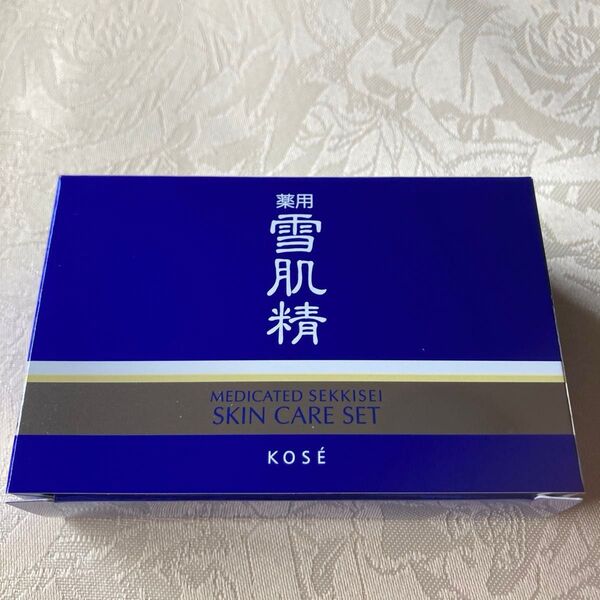 薬用
雪肌精
MEDICATED SEKKISEI
SKIN CARE SET
KOSÉ